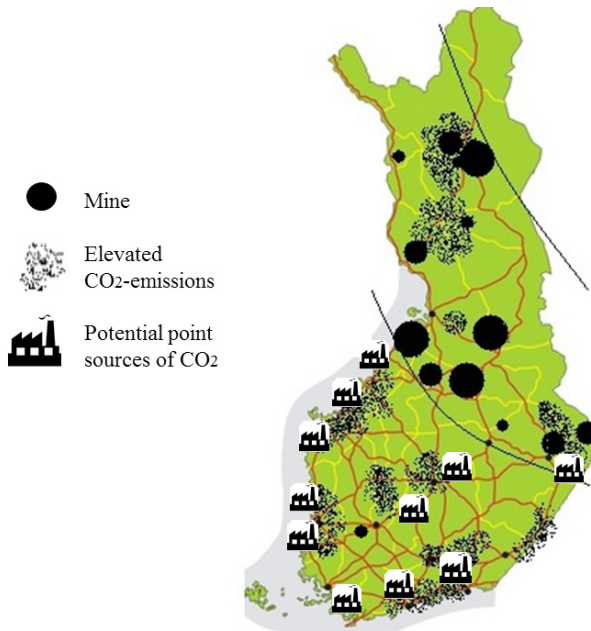 Mine
Elevated
CO2-emissions
Potential point
sources of CO2